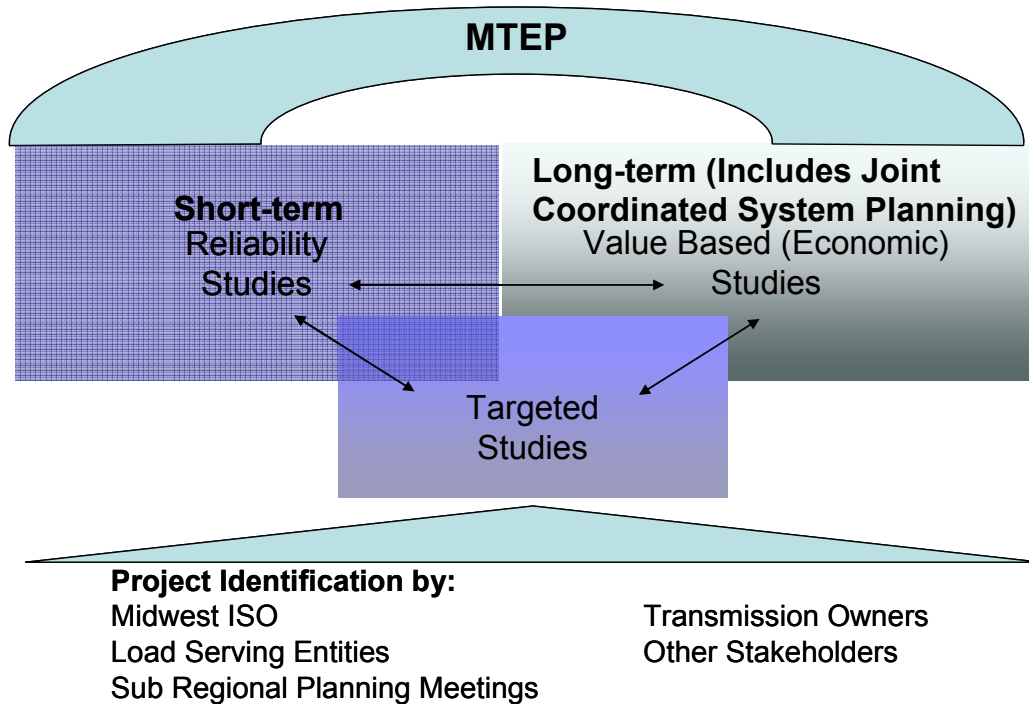 MTEP
Short-term
Reliability
Studies
Long-term (Includes Joint
Coordinated System Planning)
Value Based (Economic)
Studies
Targeted
Studies
Project Identification by:
Midwest ISO
Load Serving Entities
Sub Regional Planning Meetings
Transmission Owners
Other Stakeholders